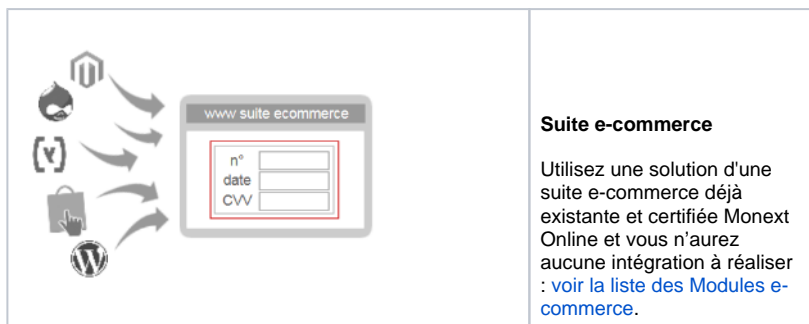 www suite ecommerce
n°
date
CVV
Suite e-commerce
Utilisez une solution d'une
suite e-commerce déjà
existante et certifiée Monext
Online et vous n'aurez
aucune intégration à réaliser
: voir la liste des Modules e-
commerce.